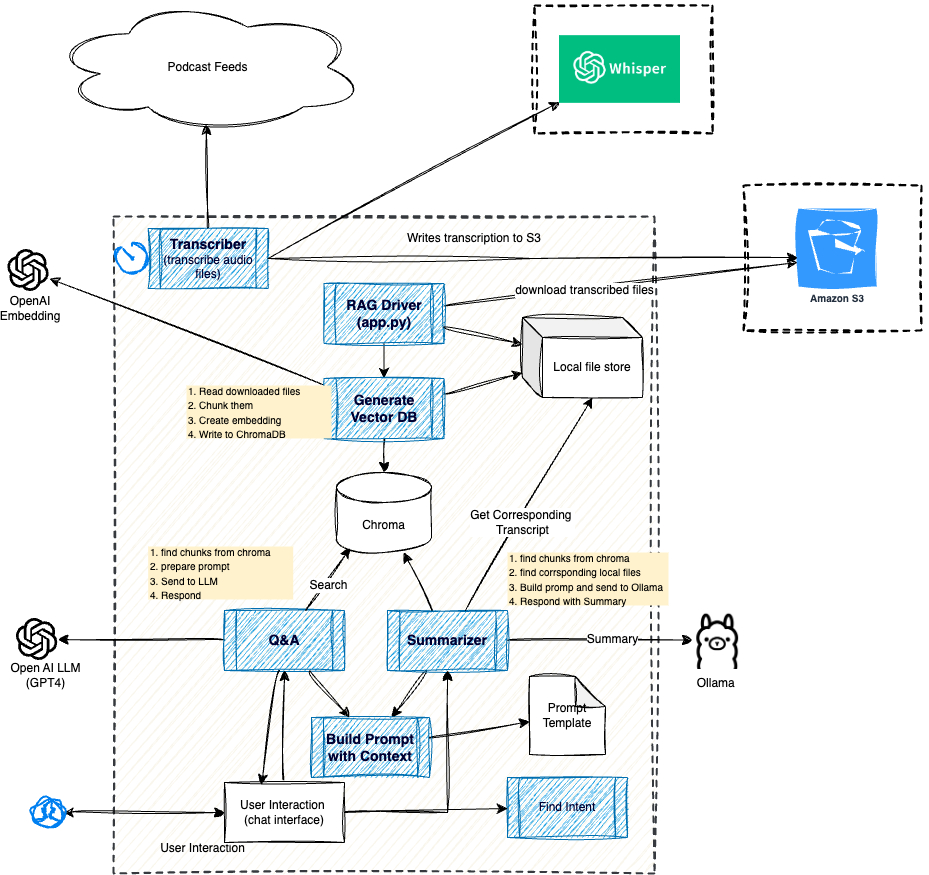 Podcast Feeds
Whisper
Transcriber
(transcribe audio
files)
Writes transcription to S3
Amazon S3
OpenAI
Embedding
download transcribed files
RAG Driver
(app.py)
Local file store
1. Read downloaded files
2. Chunk them
3. Create embedding
4. Write to ChromaDB
Generate
Vector DB
Chroma
Get Corresponding
Transcript
1. find chunks from chroma
2. prepare prompt
3. Send to LLM
4. Respond
Search
1. find chunks from chroma
2. find corrsponding local files
3. Build promp and send to Ollama
4. Respond with Summary
Q&A
Summarizer
Summary
Open AI LLM
(GPT4)
Ollama
Prompt
Template
Build Prompt
with Context
User Interaction
(chat interface)
Find Intent
User Interaction